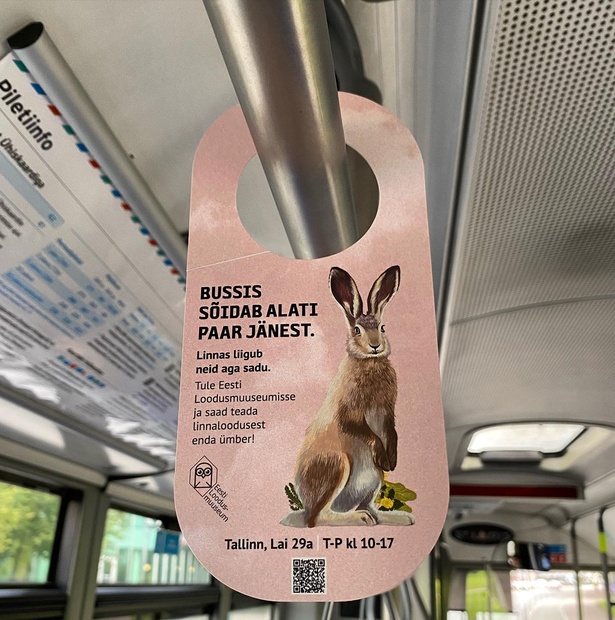 Piletiinfo
Ühiskaardiga
BUSSIS
SÕIDAB ALATI
PAAR JÄNEST.
Linnas liigub
neid aga sadu.
Tule Eesti
Loodusmuuseumisse
ja saad teada
linnaloodusest
enda ümber!
Eesti
Loodus-
muuseum
Tallinn, Lai 29a T-P kl 10-17